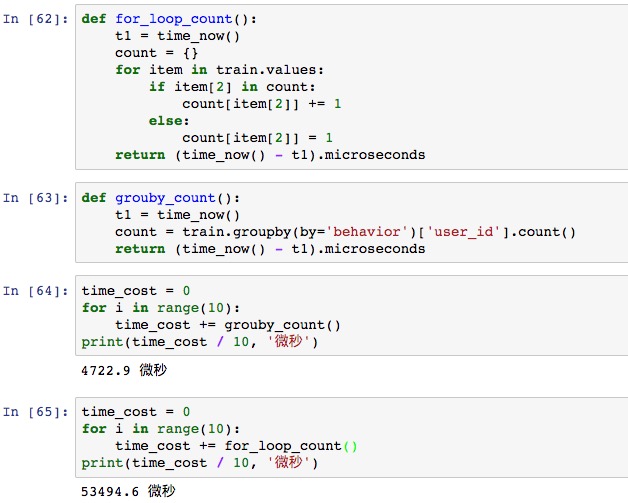 In [62]: def for_loop_count():
    t1 = time_now()
    count = {}
    for item in train.values:
        if item[2] in count:
            count[item[2]] += 1
        else:
            count[item[2]] = 1
    return (time_now() - t1).microseconds
In [63]: def grouby_count():
    t1 = time_now()
    count = train.groupby(by='behavior')['user_id'].count()
    return (time_now() - t1).microseconds
In [64]: time_cost = 0
for i in range(10):
    time_cost += grouby_count()
print(time_cost / 10, '微秒')
4722.9 微秒
In [65]: time_cost = 0
for i in range(10):
    time_cost += for_loop_count()
print(time_cost / 10, '微秒')
53494.6 微秒